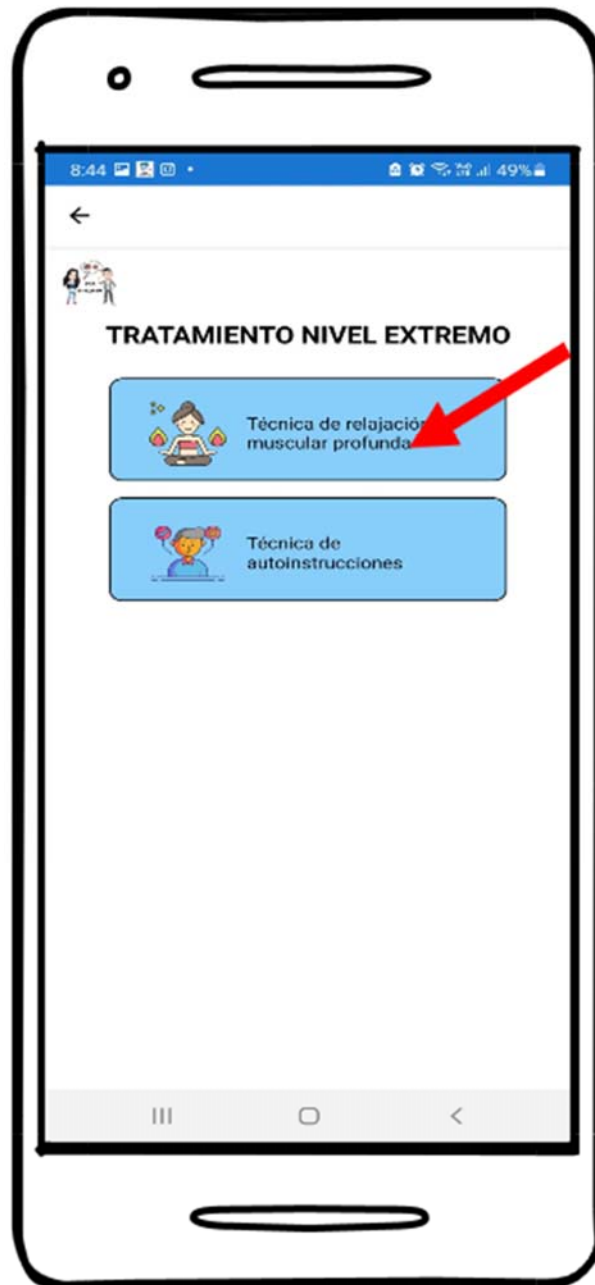 8:44 49%
TRATAMIENTO NIVEL EXTREMO
Técnica de relajación
muscular profunda
Técnica de
autoinstrucciones